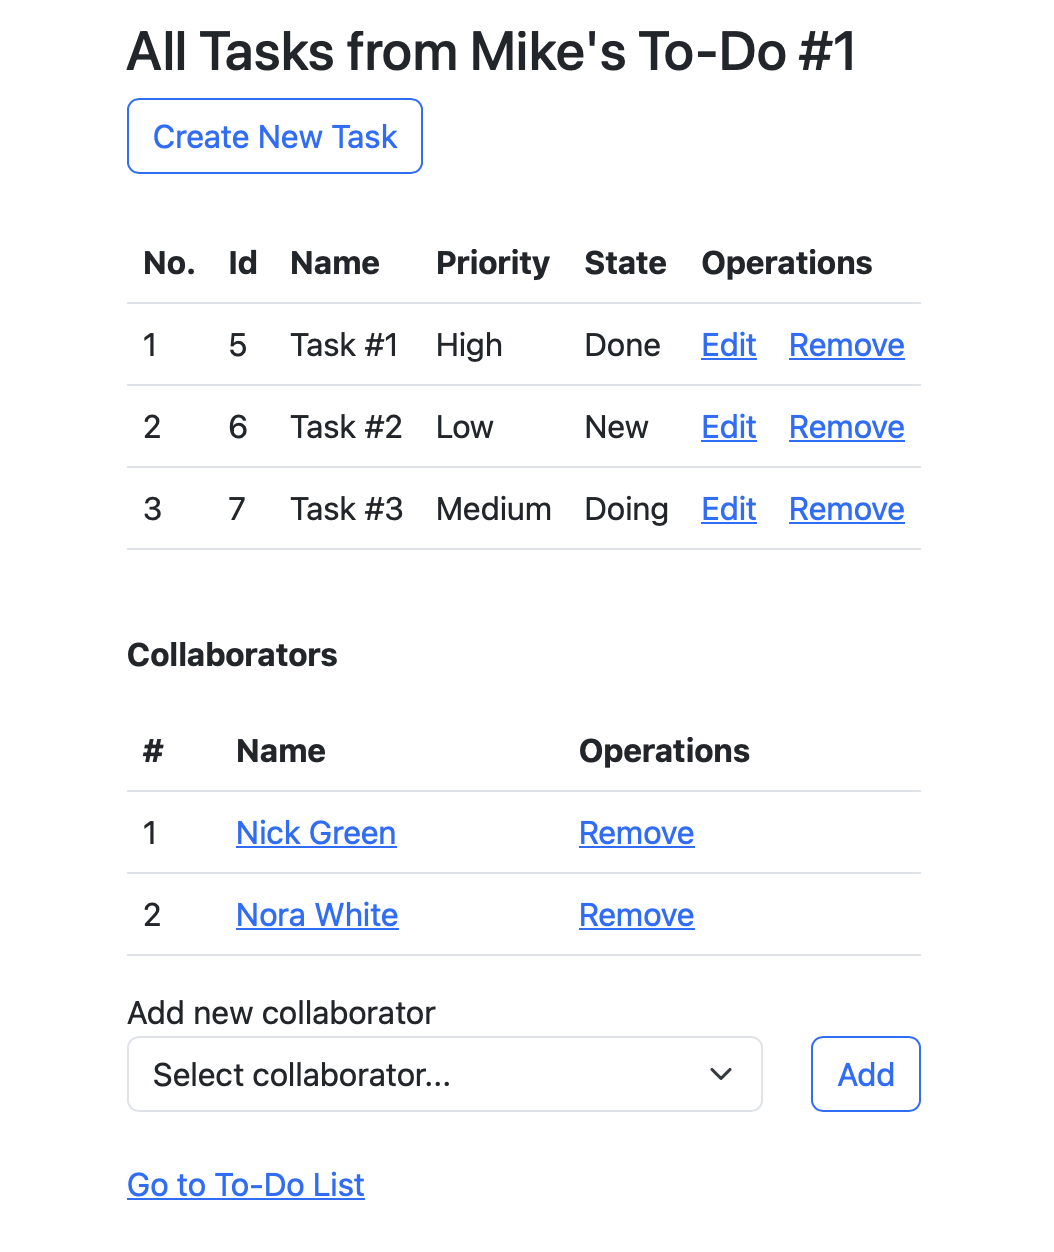 All Tasks from Mike's To-Do #1
Create New Task
No. Id Name Priority State Operations
1 5 Task #1 High Done Edit Remove
2 6 Task #2 Low New Edit Remove
3 7 Task #3 Medium Doing Edit Remove
Collaborators
# Name Operations
1 Nick Green Remove
2 Nora White Remove
Add new collaborator
Select collaborator... Add
Go to To-Do List